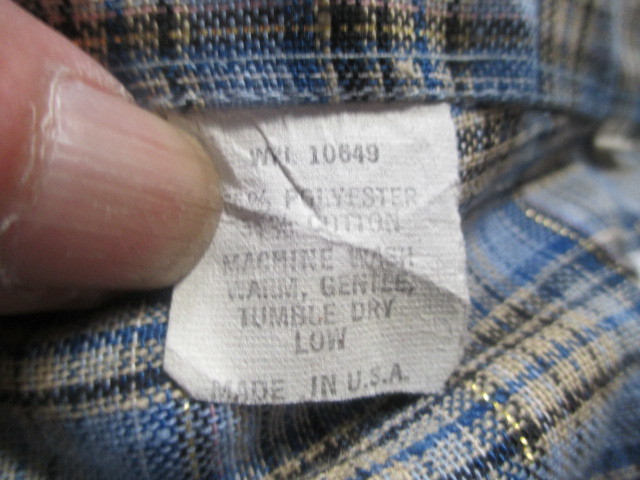 WPL 10649
% POLYESTER
% COTTON
MACHINE WASH
WARM, GENTLE,
TUMBLE DRY
LOW
MADE IN U.S.A.